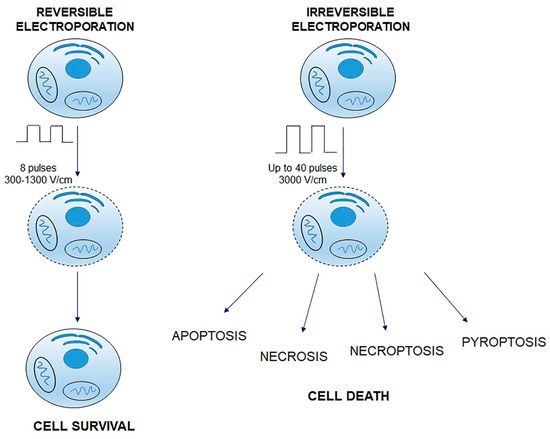 REVERSIBLE
ELECTROPORATION
8 pulses
300-1300 V/cm
CELL SURVIVAL
IRREVERSIBLE
ELECTROPORATION
Up to 40 pulses
3000 V/cm
APOPTOSIS
NECROSIS
NECROPTOSIS
PYROPTOSIS
CELL DEATH